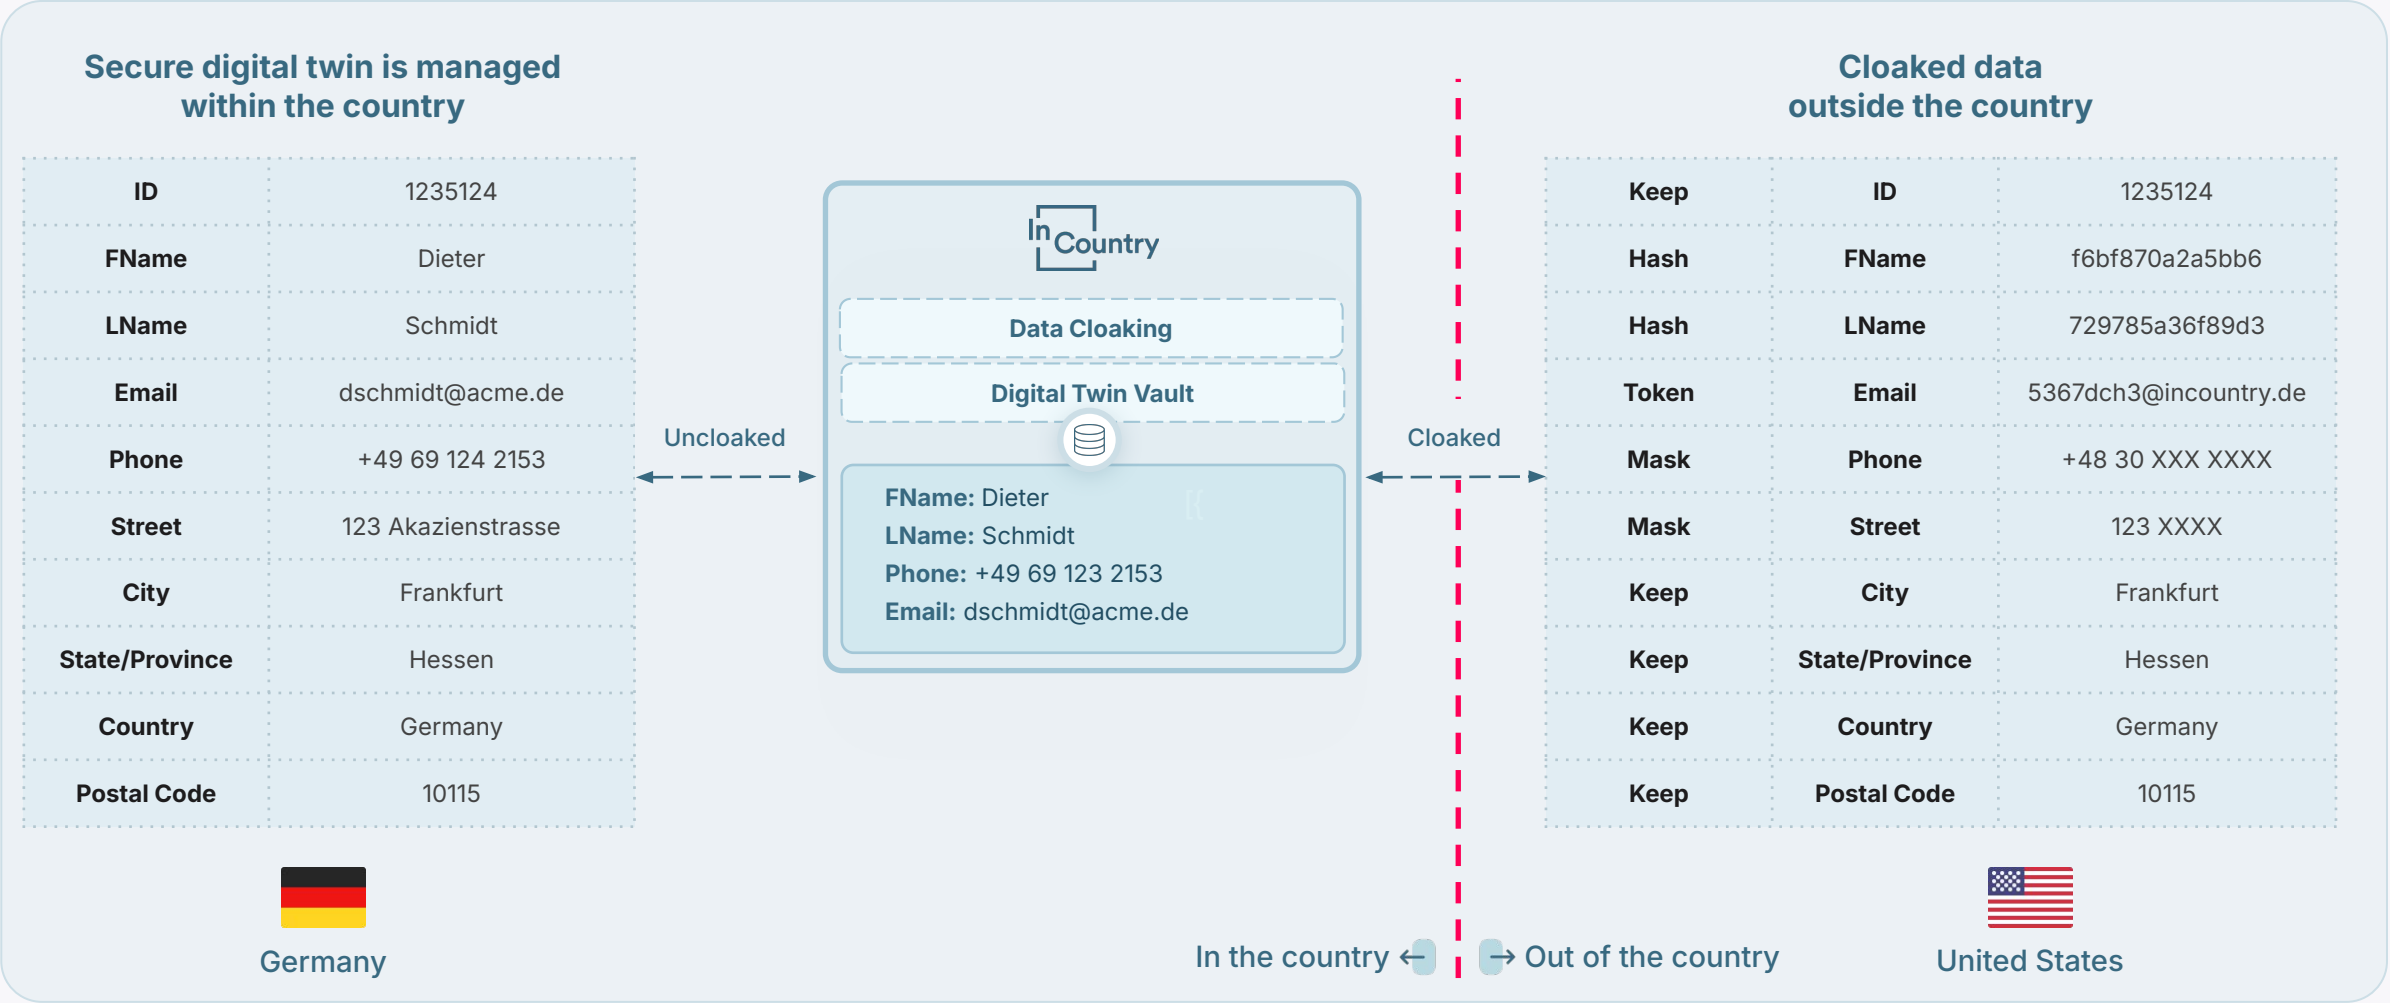 Secure digital twin is managed
within the country
ID 1235124
FName Dieter
LName Schmidt
Email dschmidt@acme.de
Phone +49 69 124 2153
Street 123 Akazienstrasse
City Frankfurt
State/Province Hessen
Country Germany
Postal Code 10115
Germany
Uncloaked
In Country
Data Cloaking
Digital Twin Vault
FName: Dieter
LName: Schmidt
Phone: +49 69 123 2153
Email: dschmidt@acme.de
Cloaked
In the country
Out of the country
Cloaked data
outside the country
Keep ID 1235124
Hash FName f6bf870a2a5bb6
Hash LName 729785a36f89d3
Token Email 5367dch3@incountry.de
Mask Phone +48 30 XXX XXXX
Mask Street 123 XXXX
Keep City Frankfurt
Keep State/Province Hessen
Keep Country Germany
Keep Postal Code 10115
United States